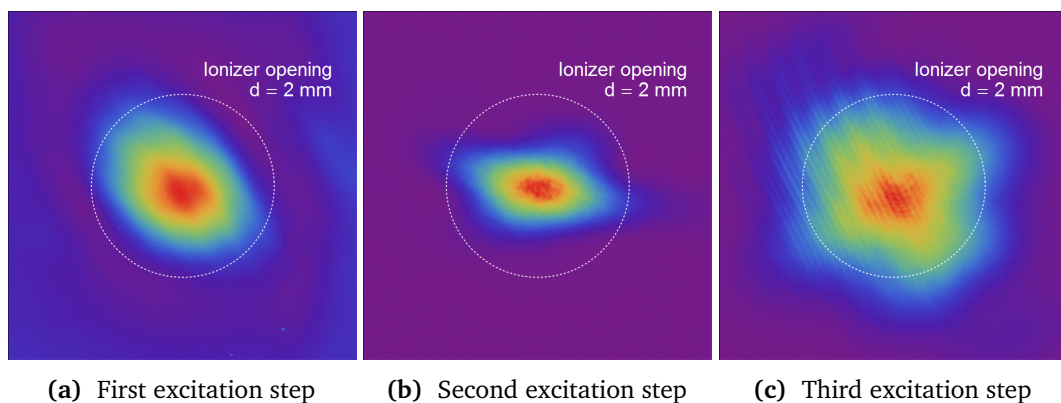 Ionizer opening
d = 2 mm
Ionizer opening
d = 2 mm
Ionizer opening
d = 2 mm
(a) First excitation step
(b) Second excitation step
(c) Third excitation step